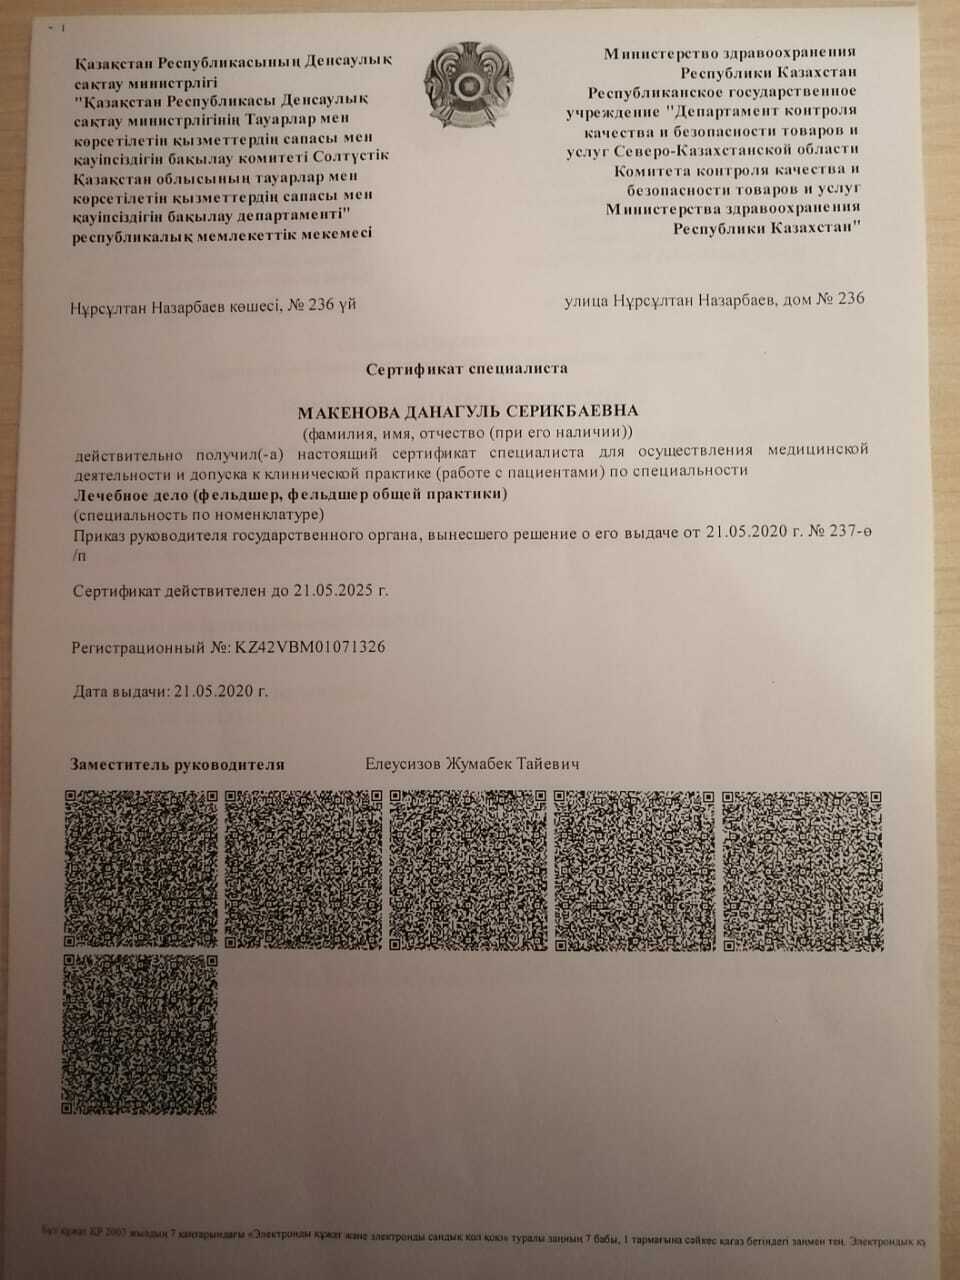 Қазақстан Республикасының Денсаулық
сақтау министрлігі
"Қазақстан Республикасы Денсаулық
сақтау министрлігінің Тауарлар мен
көрсетілетін қызметтердің сапасы мен
қауіпсіздігін бақылау комитеті Солтүстік
Қазақстан облысының тауарлар мен
көрсетілетін қызметтердің сапасы мен
қауіпсіздігін бақылау департаменті"
республикалық мемлекеттік мекемесі
Министерство здравоохранения
Республики Казахстан
Республиканское государственное
учреждение "Департамент контроля
качества и безопасности товаров и
услуг Северо-Казахстанской области
Комитета контроля качества и
безопасности товаров и услуг
Министерства здравоохранения
Республики Казахстан"
Нұрсұлтан Назарбаев көшесі, № 236 үй
улица Нұрсұлтан Назарбаев, дом № 236
Сертификат специалиста
МАКЕНОВА ДАНАГУЛЬ СЕРИКБАЕВНА
(фамилия, имя, отчество (при его наличии))
действительно получил(-а) настоящий сертификат специалиста для осуществления медицинской
деятельности и допуска к клинической практике (работе с пациентами) по специальности
Лечебное дело (фельдшер, фельдшер общей практики)
(специальность по номенклатуре)
Приказ руководителя государственного органа, вынесшего решение о его выдаче от 21.05.2020 г. № 237-ө
/п
Сертификат действителен до 21.05.2025 г.
Регистрационный №: KZ42VBM01071326
Дата выдачи: 21.05.2020 г.
Заместитель руководителя Елеусизов Жумабек Тайевич
Бұл құжат ҚР 2003 жылдың 7 қаңтарындағы «Электронды құжат және электронды сандық қол қою» туралы заңның 7 бабы, 1 тармағына сәйкес қағаз бетіндегі заңмен тең. Электрондық